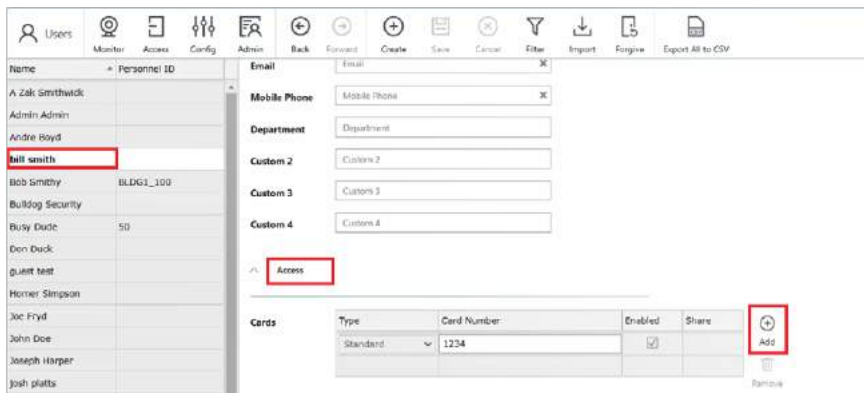 Users Monitor Access Config Admin Back Forward Create Save Cancel Filter Import Forgive Export All to CSV
Name Personnel ID
A Zak Smithwick
Admin Admin
Andre Boyd
bill smith
Bob Smithy BLDG1_100
Bulldog Security
Busy Dude 50
Don Duck
guest test
Homer Simpson
Joe Fryd
John Doe
Joseph Harper
Josh platts
Email Email
Mobile Phone Mobile Phone
Department Department
Custom 2 Custom 2
Custom 3 Custom 3
Custom 4 Custom 4
Access
Cards Type Card Number Enabled Share
Standard 1234
Add
Remove